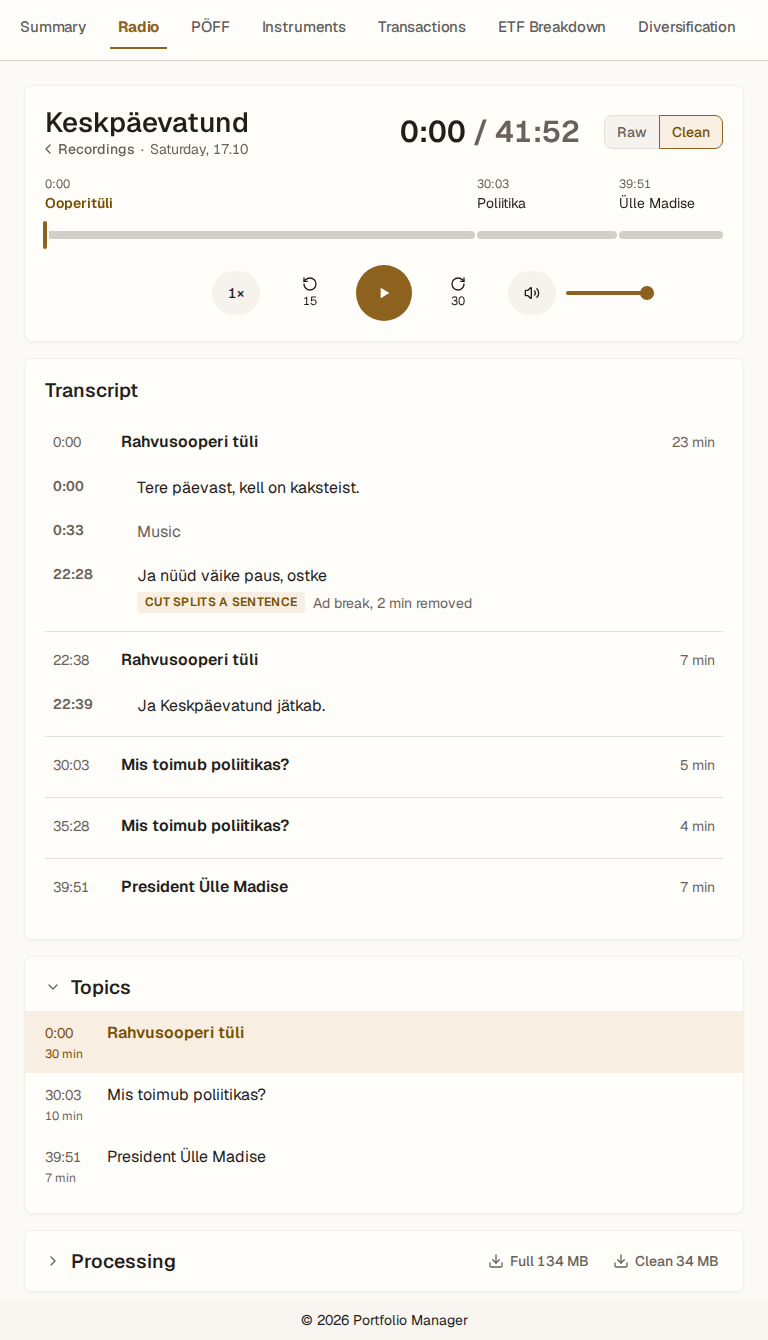 Summary Radio PÖFF Instruments Transactions ETF Breakdown Diversification
Keskpäevatund
Recordings · Saturday, 17.10
0:00 / 41:52
Raw Clean
0:00 30:03 39:51
Ooperitüli Poliitika Ülle Madise
1× 15 30
Transcript
0:00 Rahvusooperi tüli 23 min
0:00 Tere päevast, kell on kaksteist.
0:33 Music
22:28 Ja nüüd väike paus, ostke
CUT SPLITS A SENTENCE Ad break, 2 min removed
22:38 Rahvusooperi tüli 7 min
22:39 Ja Keskpäevatund jätkab.
30:03 Mis toimub poliitikas? 5 min
35:28 Mis toimub poliitikas? 4 min
39:51 President Ülle Madise 7 min
Topics
0:00 Rahvusooperi tüli
30 min
30:03 Mis toimub poliitikas?
10 min
39:51 President Ülle Madise
7 min
Processing Full 134 MB Clean 34 MB
© 2026 Portfolio Manager